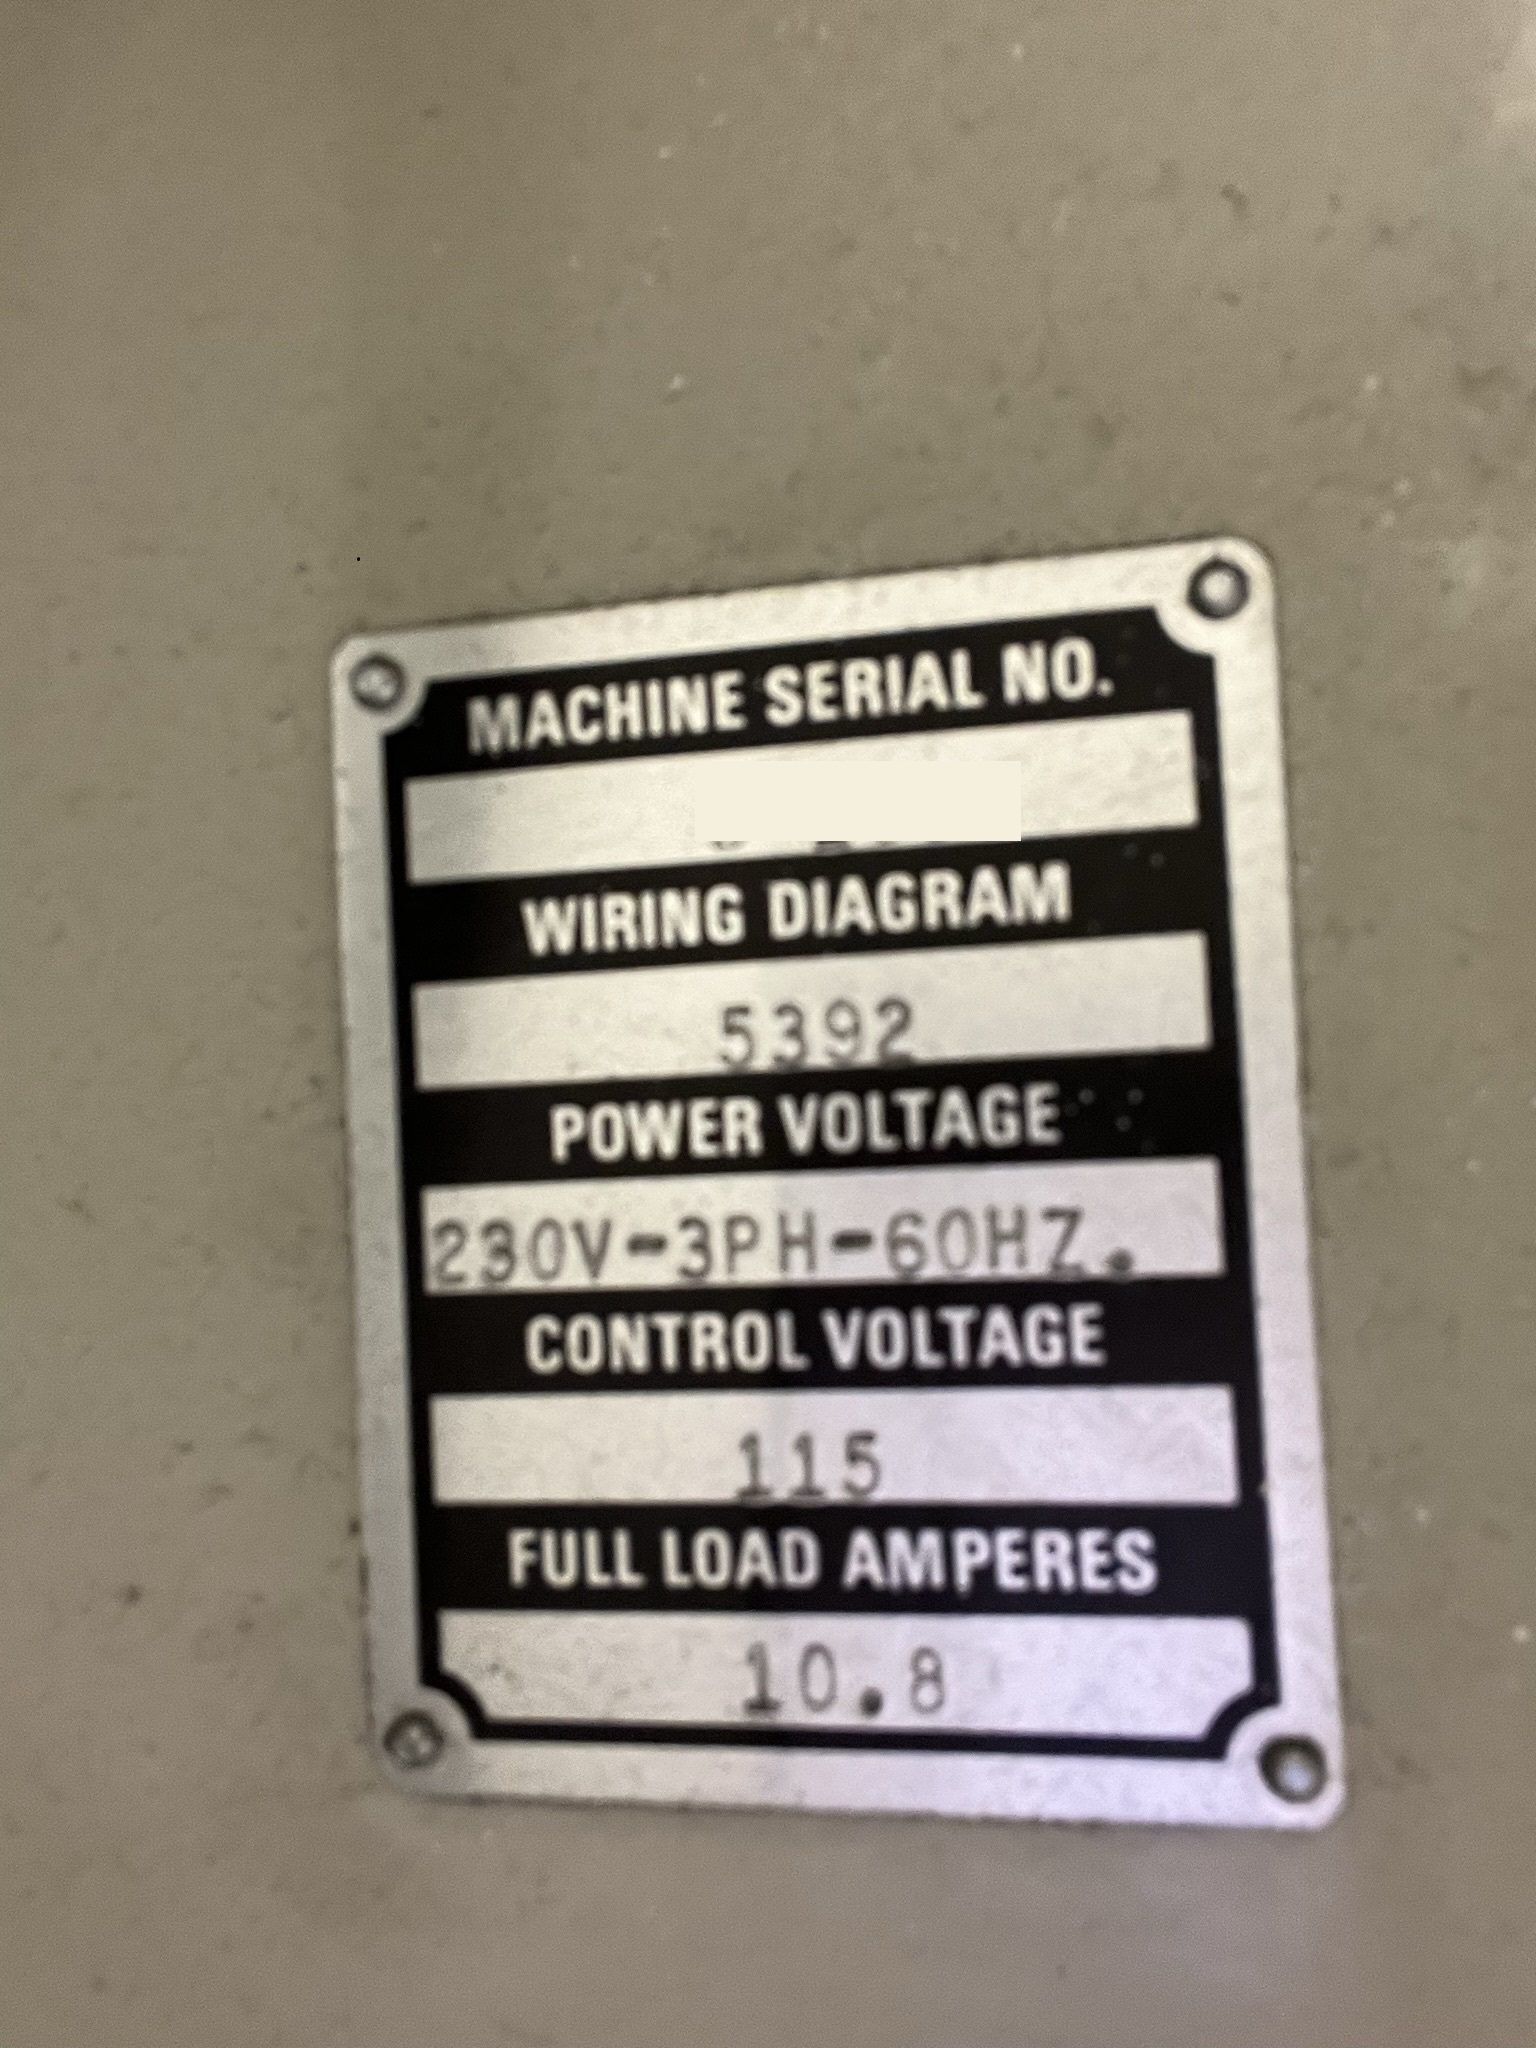 MACHINE SERIAL NO.
WIRING DIAGRAM
5392
POWER VOLTAGE
230V-3PH-60HZ.
CONTROL VOLTAGE
115
FULL LOAD AMPERES
10.8